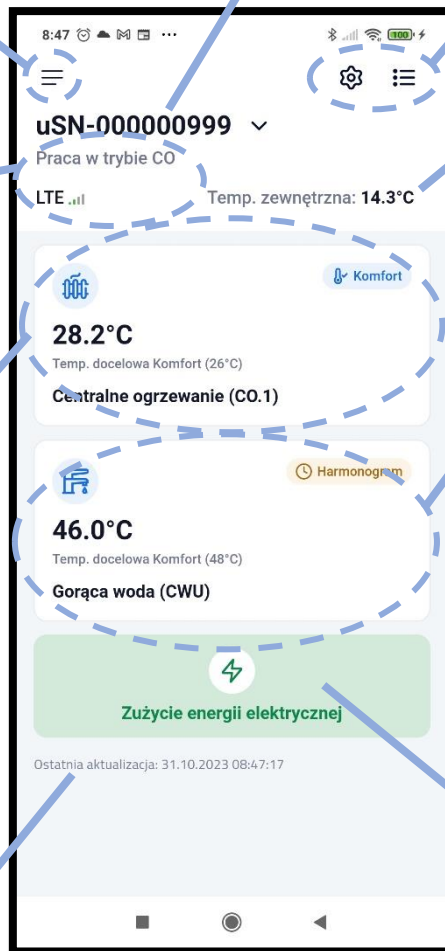 8:47
100
uSN-000000999
Praca w trybie CO
LTE
Temp. zewnętrzna: 14.3°C
Komfort
28.2°C
Temp. docelowa Komfort (26°C)
Centralne ogrzewanie (CO.1)
Harmonogram
46.0°C
Temp. docelowa Komfort (48°C)
Gorąca woda (CWU)
Zużycie energii elektrycznej
Ostatnia aktualizacja: 31.10.2023 08:47:17